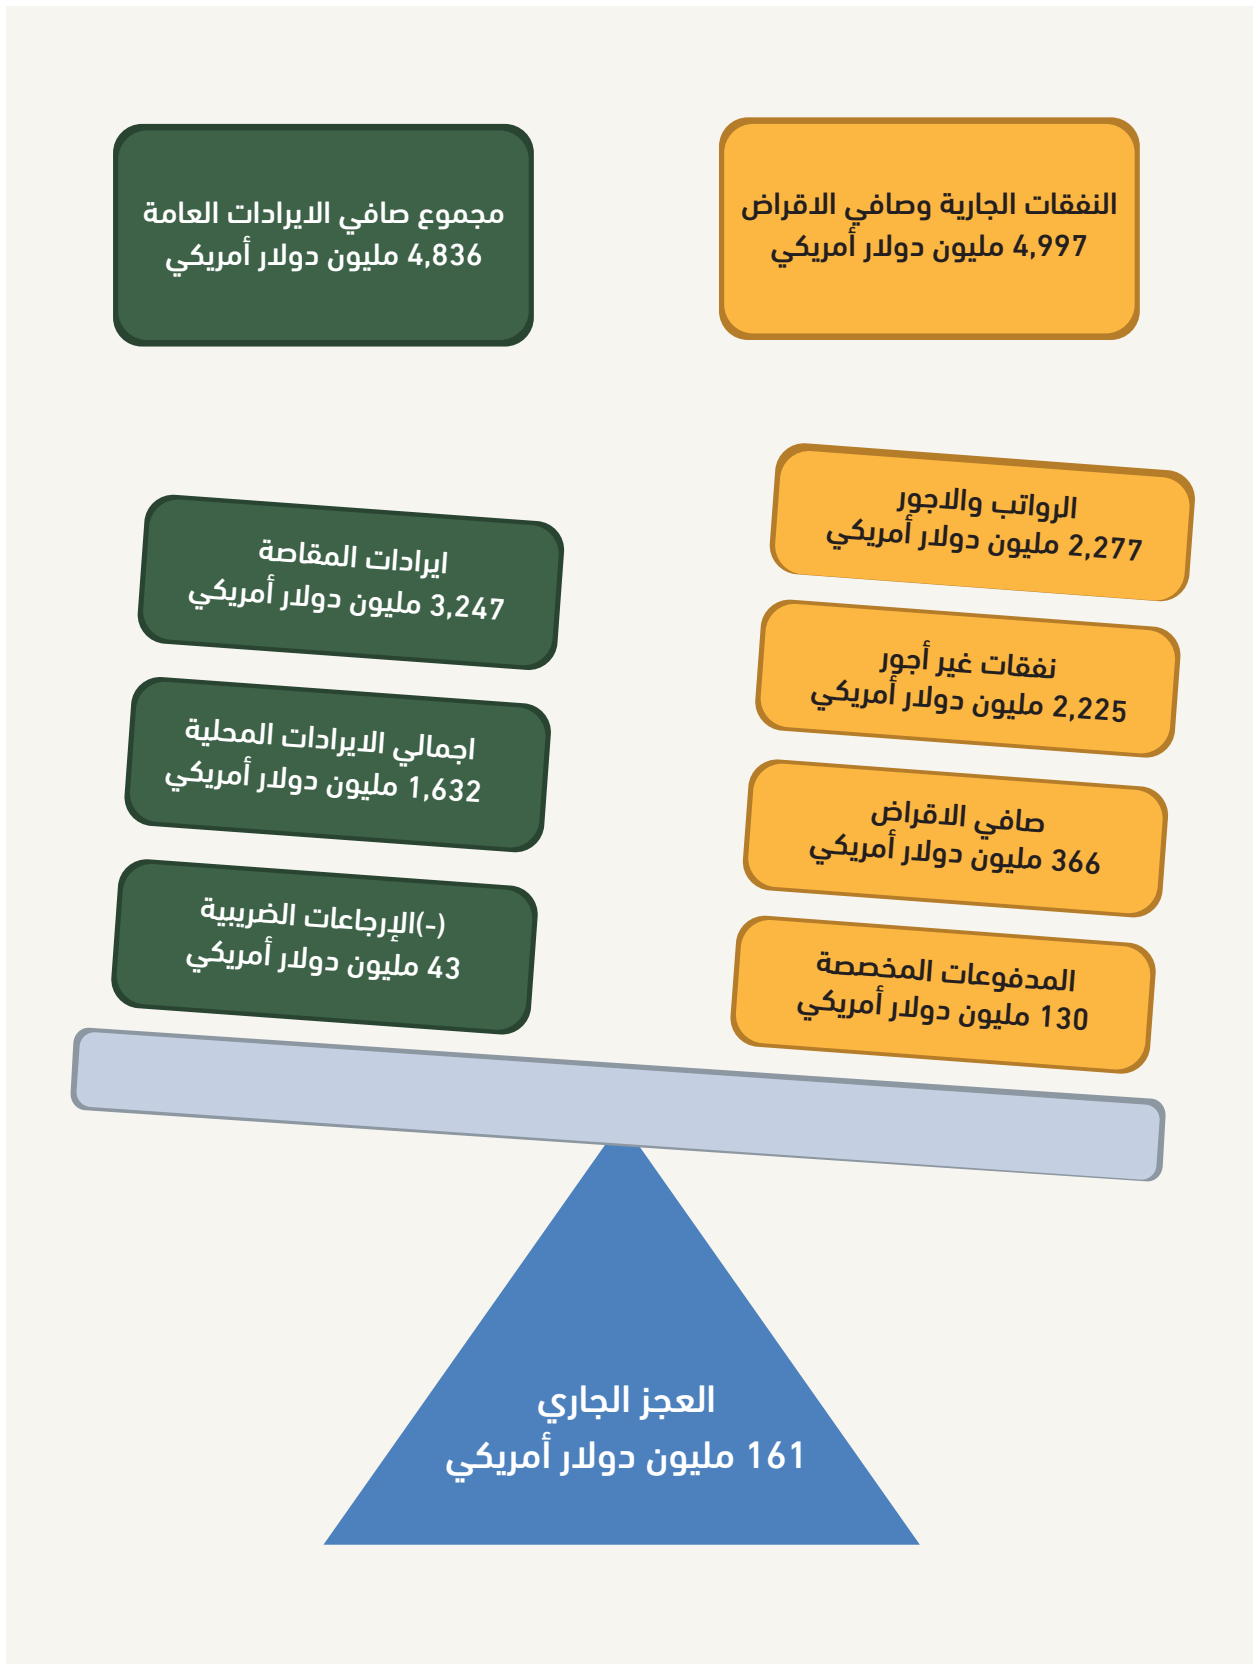 النفقات الجارية وصافي الاقراض
4,997 مليون دولار أمريكي
مجموع صافي الايرادات العامة
4,836 مليون دولار أمريكي
الرواتب والاجور
2,277 مليون دولار أمريكي
نفقات غير أجور
2,225 مليون دولار أمريكي
صافي الاقراض
366 مليون دولار أمريكي
المدفوعات المخصصة
130 مليون دولار أمريكي
ايرادات المقاصة
3,247 مليون دولار أمريكي
اجمالي الايرادات المحلية
1,632 مليون دولار أمريكي
(-)الإرجاعات الضريبية
43 مليون دولار أمريكي
العجز الجاري
161 مليون دولار أمريكي